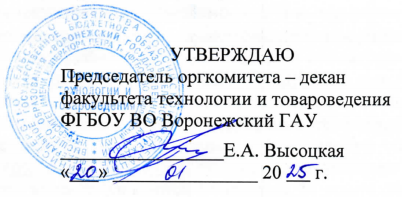 УТВЕРЖДАЮ
Председатель оргкомитета – декан
факультета технологии и товароведения
ФГБОУ ВО Воронежский ГАУ
Е.А. Высоцкая
«20» 01 2025 г.